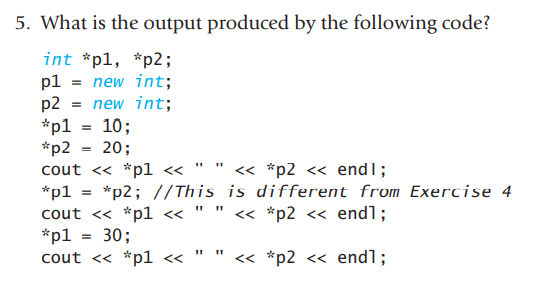 5. What is the output produced by the following code?
int *p1, *p2;
p1 = new int;
p2 = new int;
*p1 = 10;
*p2 = 20;
cout << *p1 << " " << *p2 << endl;
*p1 = *p2; //This is different from Exercise 4
cout << *p1 << " " << *p2 << endl;
*p1 = 30;
cout << *p1 << " " << *p2 << endl;